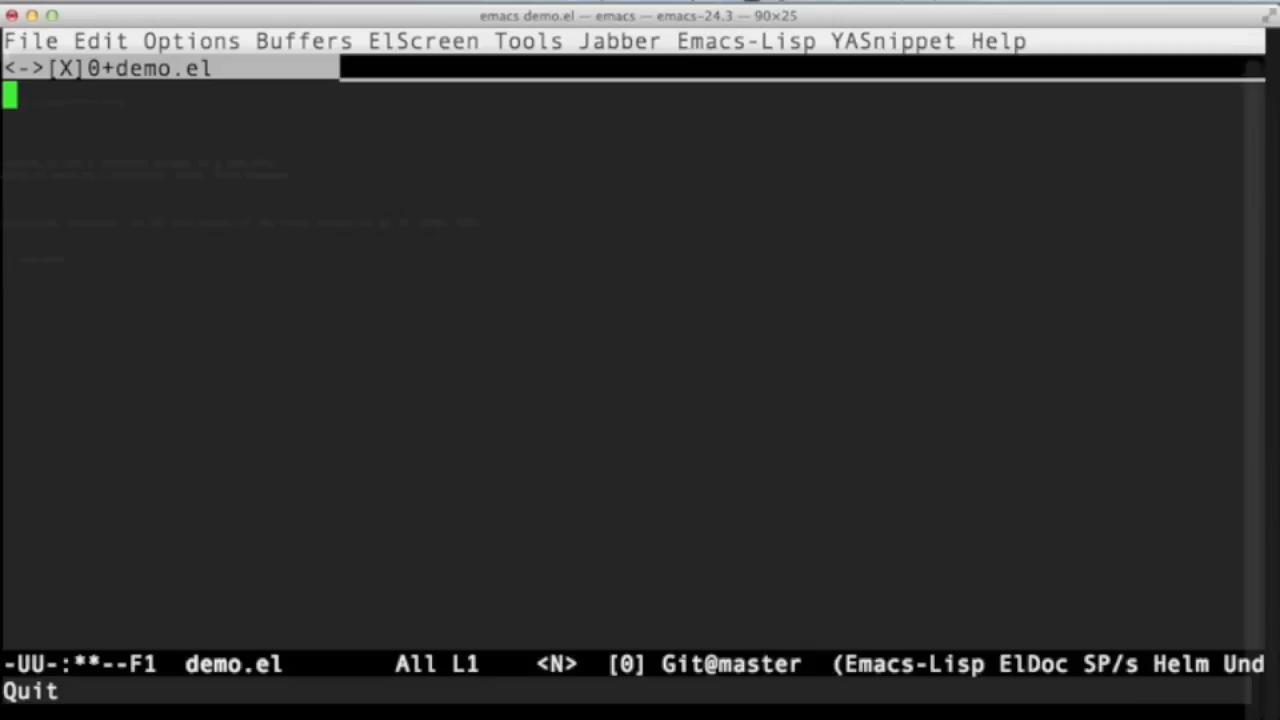 emacs demo.el — emacs — emacs-24.3 — 90×25
File Edit Options Buffers ElScreen Tools Jabber Emacs-Lisp YASnippet Help
<->[X]0+demo.el
-UU-:**--F1  demo.el        All L1    <N>  [0] Git@master  (Emacs-Lisp ElDoc SP/s Helm Und
Quit